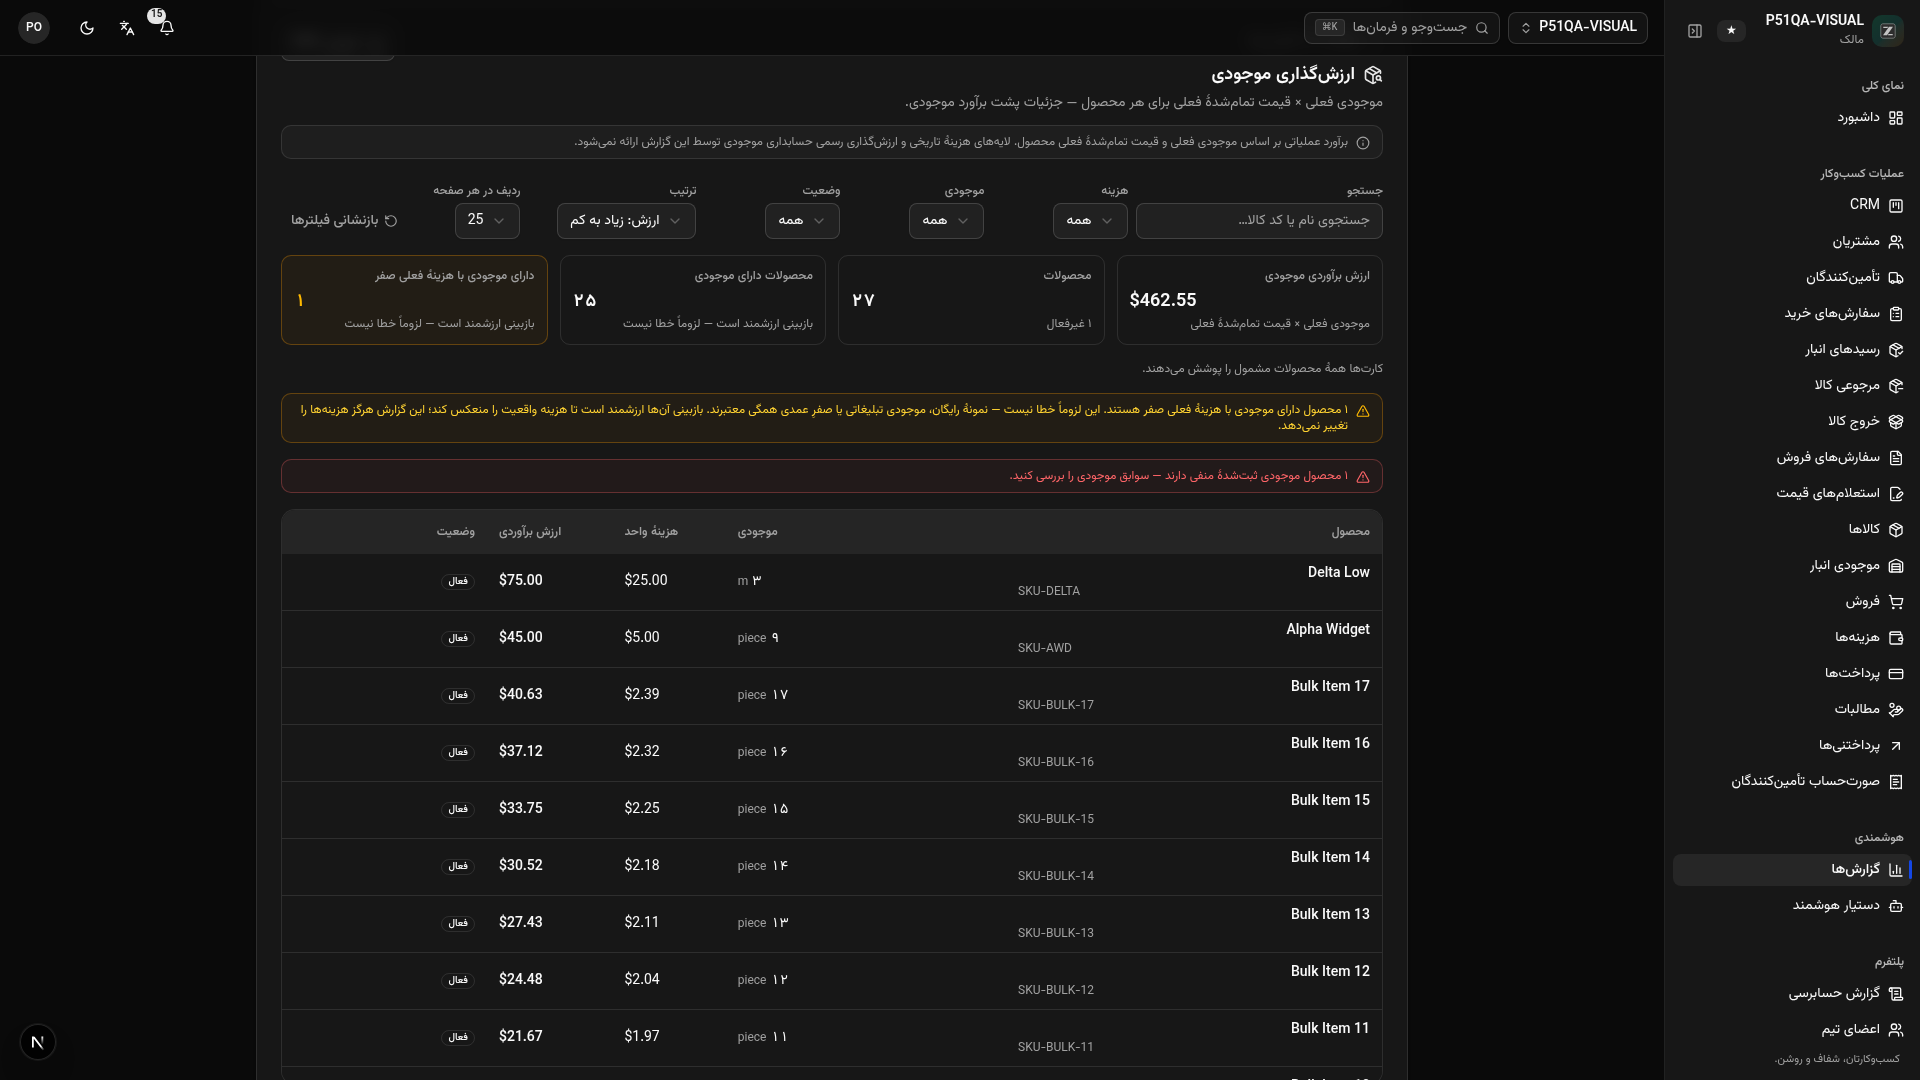 P51QA-VISUAL
مالک
P51QA-VISUAL
جست‌وجو و فرمان‌ها
⌘K
15
PO
نمای کلی
داشبورد
عملیات کسب‌وکار
CRM
مشتریان
تأمین‌کنندگان
سفارش‌های خرید
رسیدهای انبار
مرجوعی کالا
خروج کالا
سفارش‌های فروش
استعلام‌های قیمت
کالاها
موجودی انبار
فروش
هزینه‌ها
پرداخت‌ها
مطالبات
پرداختنی‌ها
صورت‌حساب تأمین‌کنندگان
هوشمندی
گزارش‌ها
دستیار هوشمند
پلتفرم
گزارش حسابرسی
اعضای تیم
کسب‌وکارتان، شفاف و روشن.
ارزش‌گذاری موجودی
موجودی فعلی × قیمت تمام‌شدهٔ فعلی برای هر محصول — جزئیات پشت برآورد موجودی.
برآورد عملیاتی بر اساس موجودی فعلی و قیمت تمام‌شدهٔ فعلی محصول. لایه‌های هزینهٔ تاریخی و ارزش‌گذاری رسمی حسابداری موجودی توسط این گزارش ارائه نمی‌شود.
جستجو هزینه موجودی وضعیت ترتیب ردیف در هر صفحه
جستجوی نام یا کد کالا... همه همه همه ارزش: زیاد به کم 25 بازنشانی فیلترها
ارزش برآوردی موجودی
$462.55
موجودی فعلی × قیمت تمام‌شدهٔ فعلی
محصولات
۲۷
۱ غیرفعال
محصولات دارای موجودی
۲۵
بازبینی ارزشمند است — لزوماً خطا نیست
دارای موجودی با هزینهٔ فعلی صفر
۱
بازبینی ارزشمند است — لزوماً خطا نیست
کارت‌ها همهٔ محصولات مشمول را پوشش می‌دهند.
۱ محصول دارای موجودی با هزینهٔ فعلی صفر هستند. این لزوماً خطا نیست — نمونهٔ رایگان، موجودی تبلیغاتی یا صفرِ عمدی همگی معتبرند. بازبینی آن‌ها ارزشمند است تا هزینه واقعیت را منعکس کند؛ این گزارش هرگز هزینه‌ها را
تغییر نمی‌دهد.
۱ محصول موجودی ثبت‌شدهٔ منفی دارند — سوابق موجودی را بررسی کنید.
محصول موجودی هزینهٔ واحد ارزش برآوردی وضعیت
Delta Low
SKU-DELTA
۳ m $25.00 $75.00 فعال
Alpha Widget
SKU-AWD
۹ piece $5.00 $45.00 فعال
Bulk Item 17
SKU-BULK-17
۱۷ piece $2.39 $40.63 فعال
Bulk Item 16
SKU-BULK-16
۱۶ piece $2.32 $37.12 فعال
Bulk Item 15
SKU-BULK-15
۱۵ piece $2.25 $33.75 فعال
Bulk Item 14
SKU-BULK-14
۱۴ piece $2.18 $30.52 فعال
Bulk Item 13
SKU-BULK-13
۱۳ piece $2.11 $27.43 فعال
Bulk Item 12
SKU-BULK-12
۱۲ piece $2.04 $24.48 فعال
Bulk Item 11
SKU-BULK-11
۱۱ piece $1.97 $21.67 فعال